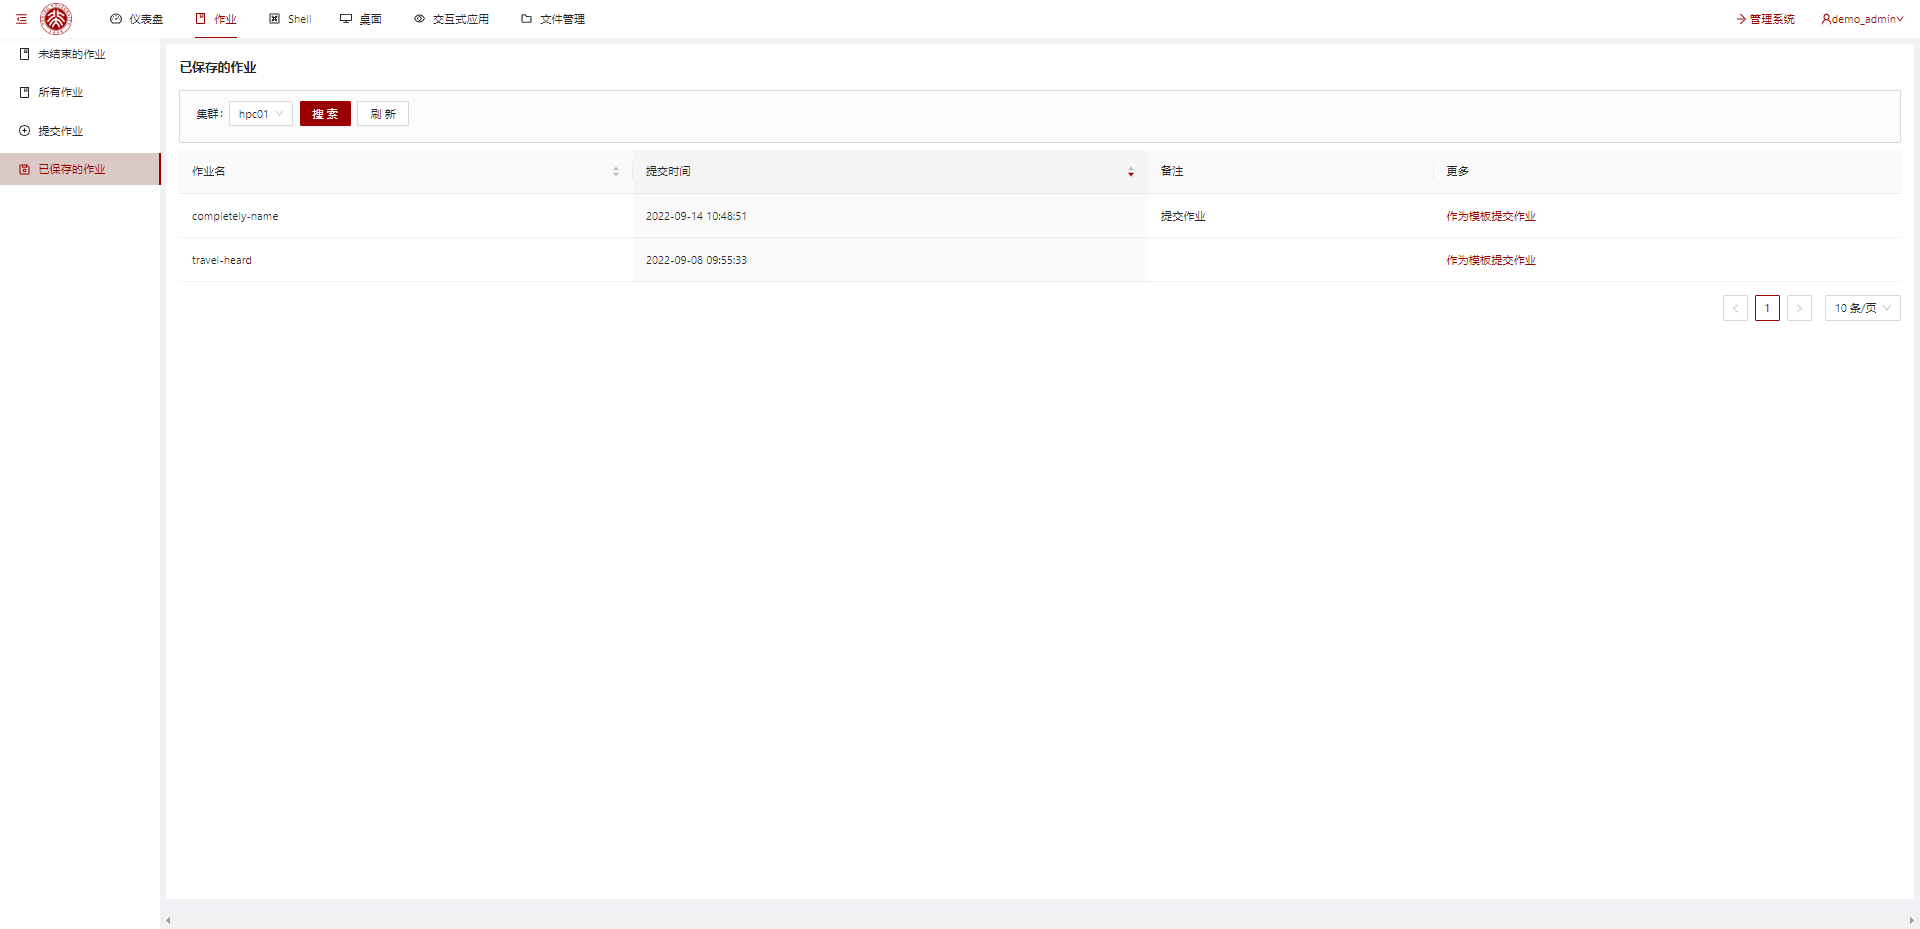 仪表盘 作业 Shell 桌面 交互式应用 文件管理 管理系统 demo_admin
未结束的作业
所有作业
提交作业
已保存的作业
已保存的作业
集群: hpc01 搜 索 刷 新
作业名 提交时间 备注 更多
completely-name 2022-09-14 10:48:51 提交作业 作为模板提交作业
travel-heard 2022-09-08 09:55:33 作为模板提交作业
< 1 > 10 条/页